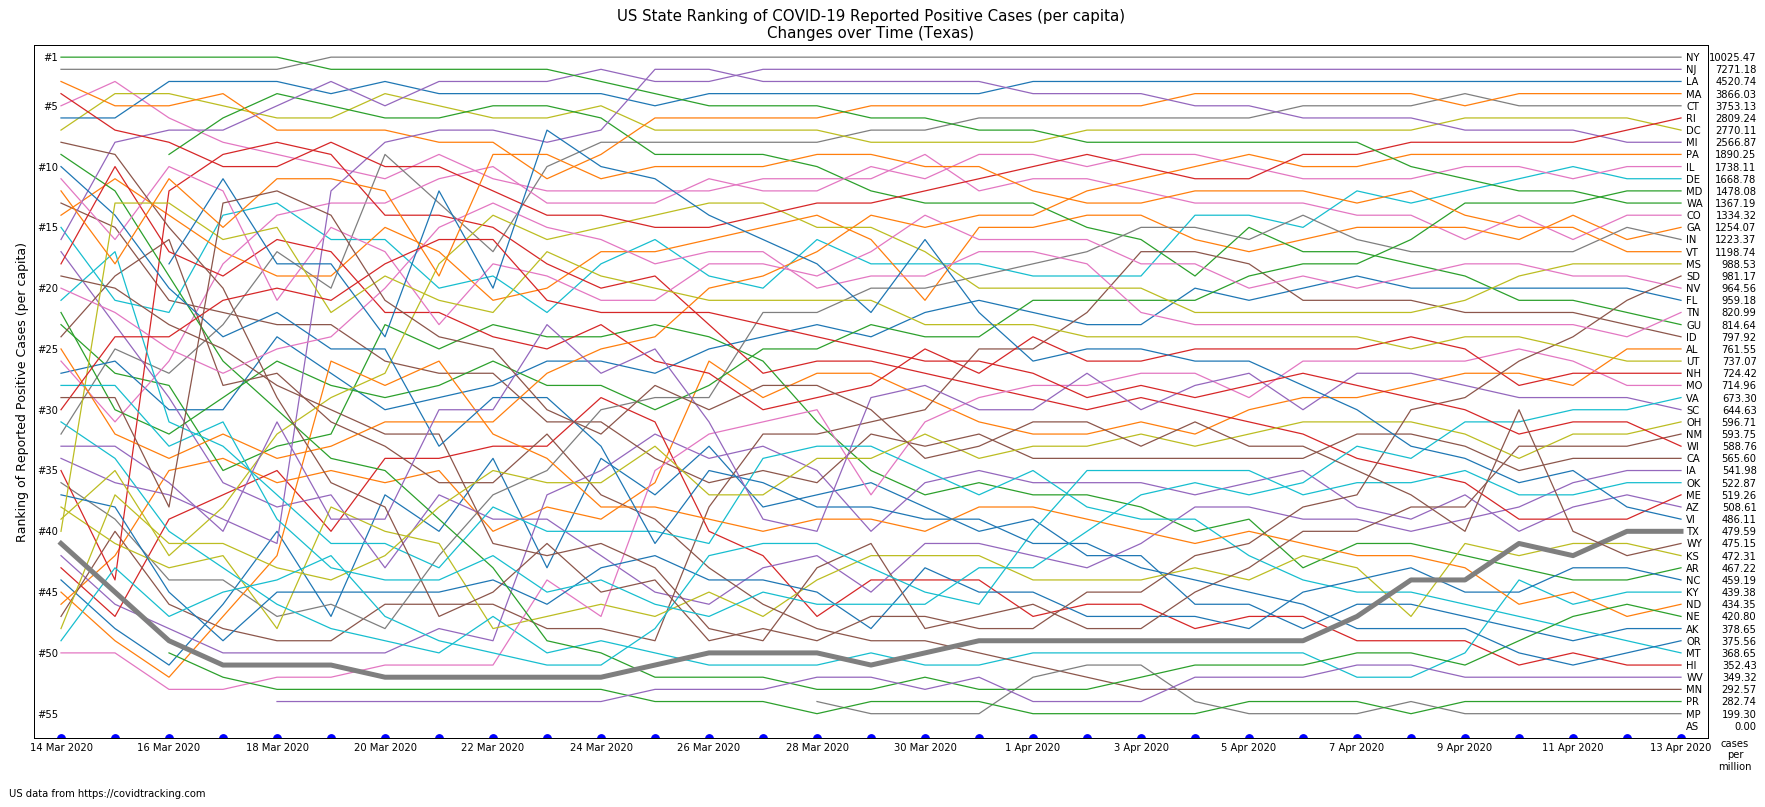 US State Ranking of COVID-19 Reported Positive Cases (per capita)
Changes over Time (Texas)
Ranking of Reported Positive Cases (per capita)
#1
#5
#10
#15
#20
#25
#30
#35
#40
#45
#50
#55
NY 10025.47
NJ 7271.18
LA 4520.74
MA 3866.03
CT 3753.13
RI 2809.24
DC 2770.11
MI 2566.87
PA 1890.25
IL 1738.11
DE 1668.78
MD 1478.08
WA 1367.19
CO 1334.32
GA 1254.07
IN 1223.37
VT 1198.74
MS 988.53
SD 981.17
NV 964.56
FL 959.18
TN 820.99
GU 814.64
ID 797.92
AL 761.55
UT 737.07
NH 724.42
MO 714.96
VA 673.30
SC 644.63
OH 596.71
NM 593.75
WI 588.76
CA 565.60
IA 541.98
OK 522.87
ME 519.26
AZ 508.61
VI 486.11
TX 479.59
WY 475.15
KS 472.31
AR 467.22
NC 459.19
KY 439.38
ND 434.35
NE 420.80
AK 378.65
OR 375.56
MT 368.65
HI 352.43
WV 349.32
MN 292.57
PR 282.74
MP 199.30
AS 0.00
14 Mar 2020 16 Mar 2020 18 Mar 2020 20 Mar 2020 22 Mar 2020 24 Mar 2020 26 Mar 2020 28 Mar 2020 30 Mar 2020 1 Apr 2020 3 Apr 2020 5 Apr 2020 7 Apr 2020 9 Apr 2020 11 Apr 2020 13 Apr 2020
cases
per
million
US data from https://covidtracking.com